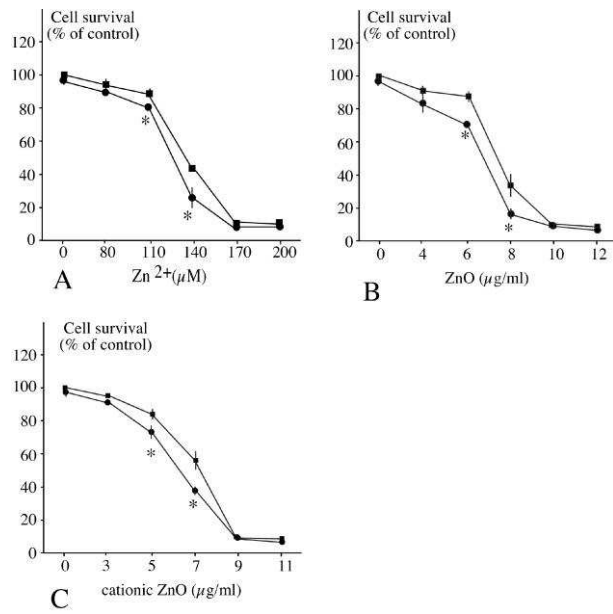 Cell survival
(% of control)
120
100
80
60
40
20
0
*
*
0 80 110 140 170 200
Zn 2+(µM)
A
Cell survival
(% of control)
120
100
80
60
40
20
0
*
*
0 4 6 8 10 12
ZnO (µg/ml)
B
Cell survival
(% of control)
120
100
80
60
40
20
0
*
*
0 3 5 7 9 11
cationic ZnO (µg/ml)
C